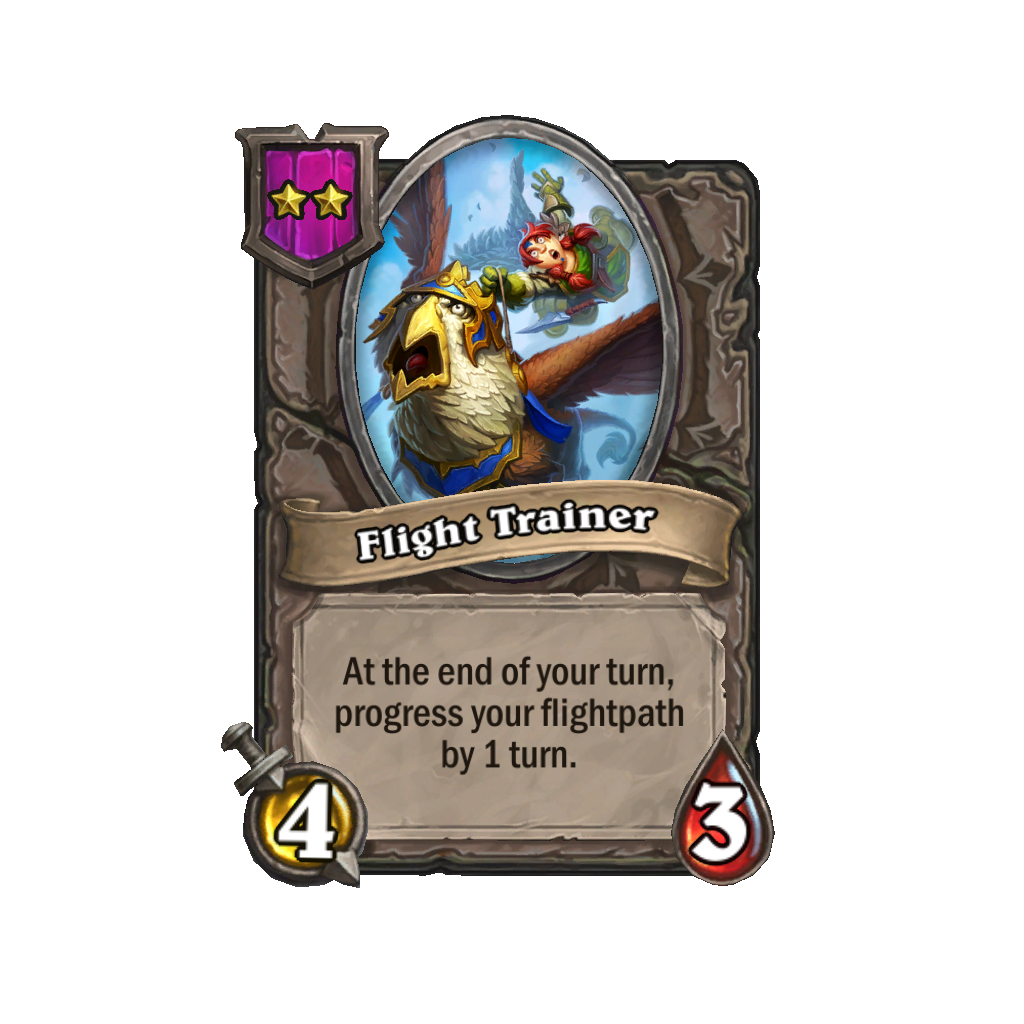 Flight Trainer
At the end of your turn,
progress your flightpath
by 1 turn.
4
3